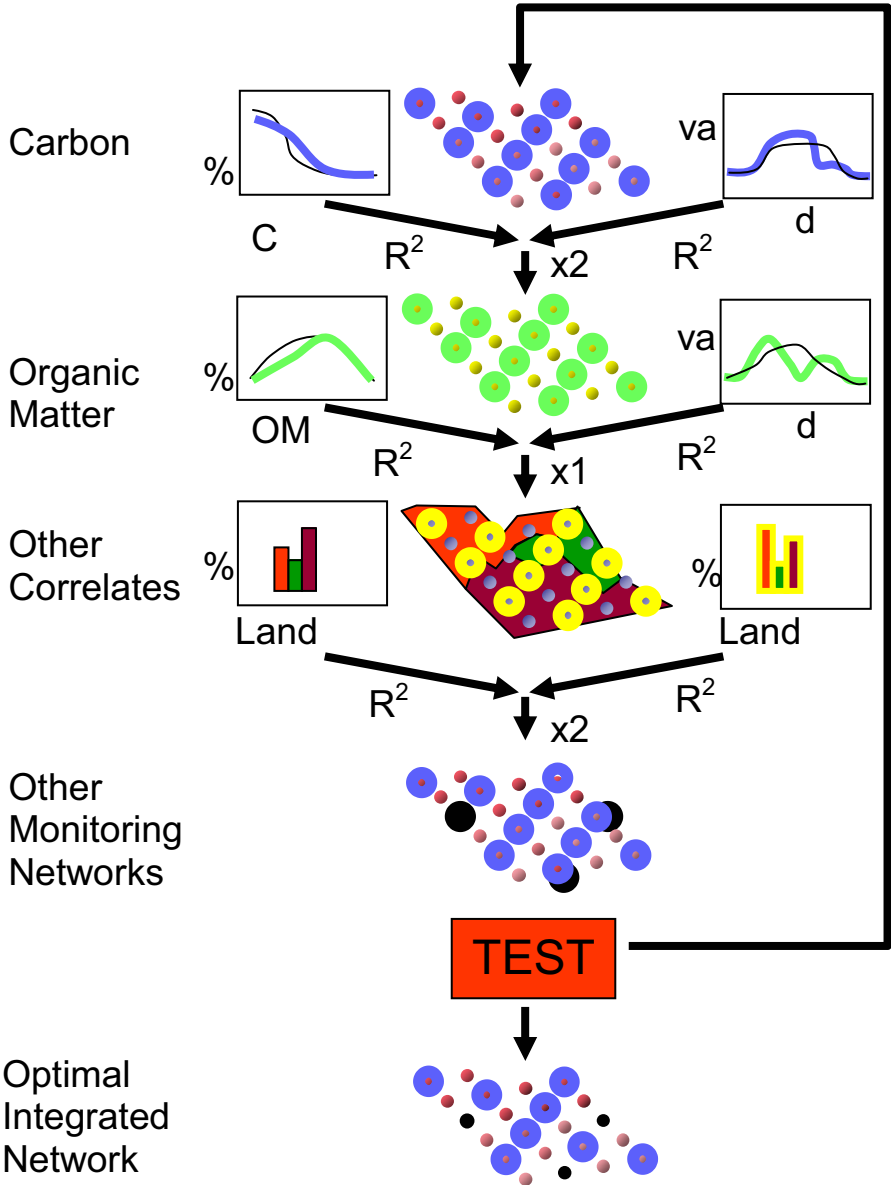 Carbon
%
C
va
d
R²
R²
x2
Organic
Matter
%
OM
va
d
R²
R²
x1
Other
Correlates
%
Land
%
Land
R²
R²
x2
Other
Monitoring
Networks
TEST
Optimal
Integrated
Network